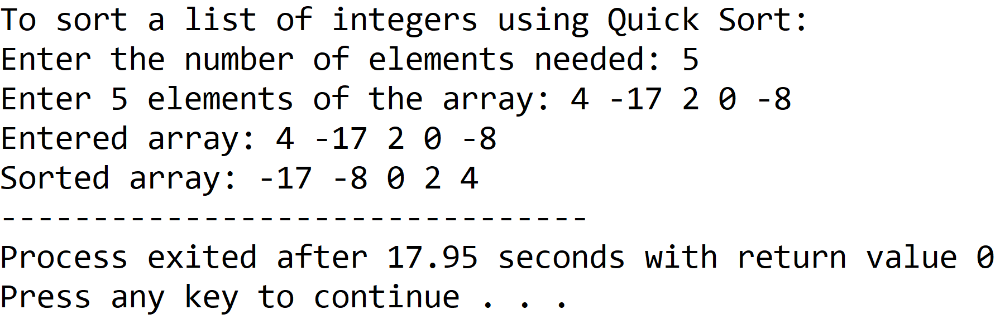 To sort a list of integers using Quick Sort:
Enter the number of elements needed: 5
Enter 5 elements of the array: 4 -17 2 0 -8
Entered array: 4 -17 2 0 -8
Sorted array: -17 -8 0 2 4
--------------------------------
Process exited after 17.95 seconds with return value 0
Press any key to continue . . .